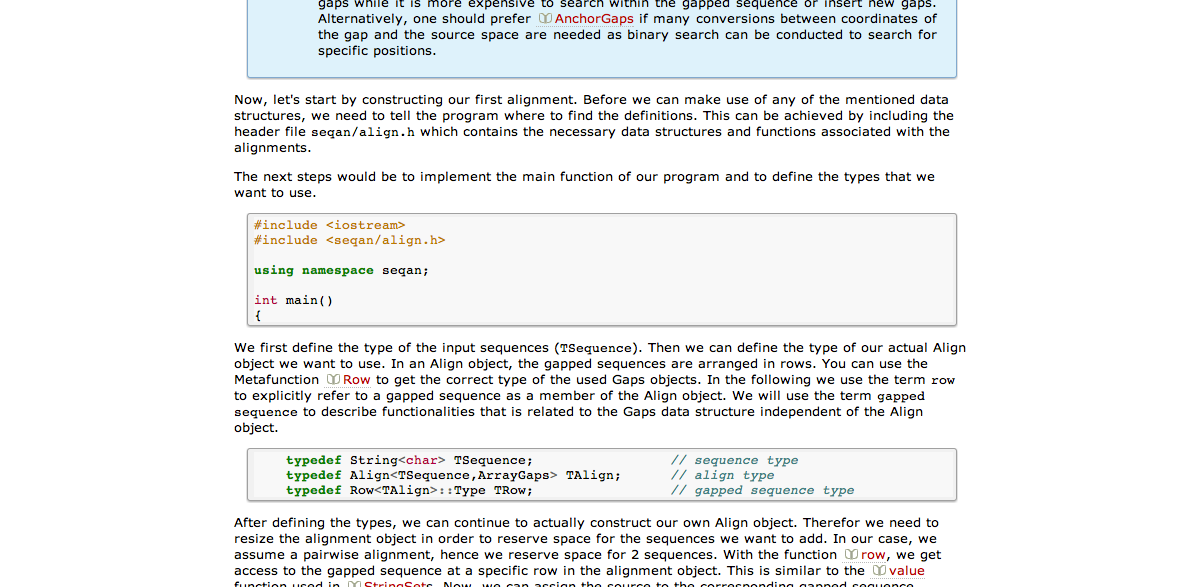 gaps while it is more expensive to search within the gapped sequence or insert new gaps.
Alternatively, one should prefer AnchorGaps if many conversions between coordinates of
the gap and the source space are needed as binary search can be conducted to search for
specific positions.
Now, let's start by constructing our first alignment. Before we can make use of any of the mentioned data
structures, we need to tell the program where to find the definitions. This can be achieved by including the
header file seqan/align.h which contains the necessary data structures and functions associated with the
alignments.
The next steps would be to implement the main function of our program and to define the types that we
want to use.
#include <iostream>
#include <seqan/align.h>
using namespace seqan;
int main()
{
We first define the type of the input sequences (TSequence). Then we can define the type of our actual Align
object we want to use. In an Align object, the gapped sequences are arranged in rows. You can use the
Metafunction Row to get the correct type of the used Gaps objects. In the following we use the term row
to explicitly refer to a gapped sequence as a member of the Align object. We will use the term gapped
sequence to describe functionalities that is related to the Gaps data structure independent of the Align
object.
typedef String<char> TSequence; // sequence type
typedef Align<TSequence,ArrayGaps> TAlign; // align type
typedef Row<TAlign>::Type TRow; // gapped sequence type
After defining the types, we can continue to actually construct our own Align object. Therefor we need to
resize the alignment object in order to reserve space for the sequences we want to add. In our case, we
assume a pairwise alignment, hence we reserve space for 2 sequences. With the function row, we get
access to the gapped sequence at a specific row in the alignment object. This is similar to the value
function used in StringSets. Now, we can assign the source to the corresponding gapped sequence.